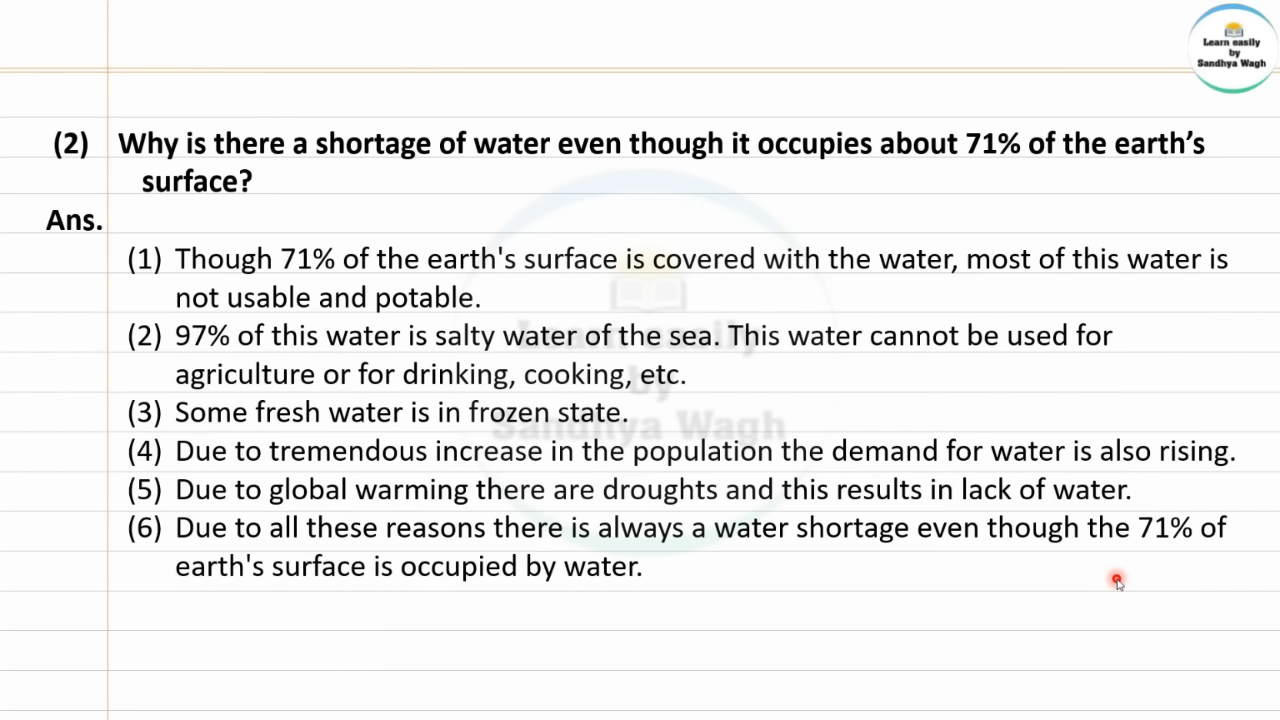 Learn easily
by
Sandhya Wagh
(2) Why is there a shortage of water even though it occupies about 71% of the earth’s
surface?
Ans.
(1) Though 71% of the earth's surface is covered with the water, most of this water is
not usable and potable.
(2) 97% of this water is salty water of the sea. This water cannot be used for
agriculture or for drinking, cooking, etc.
(3) Some fresh water is in frozen state.
(4) Due to tremendous increase in the population the demand for water is also rising.
(5) Due to global warming there are droughts and this results in lack of water.
(6) Due to all these reasons there is always a water shortage even though the 71% of
earth's surface is occupied by water.
Learn easily
by
Sandhya Wagh